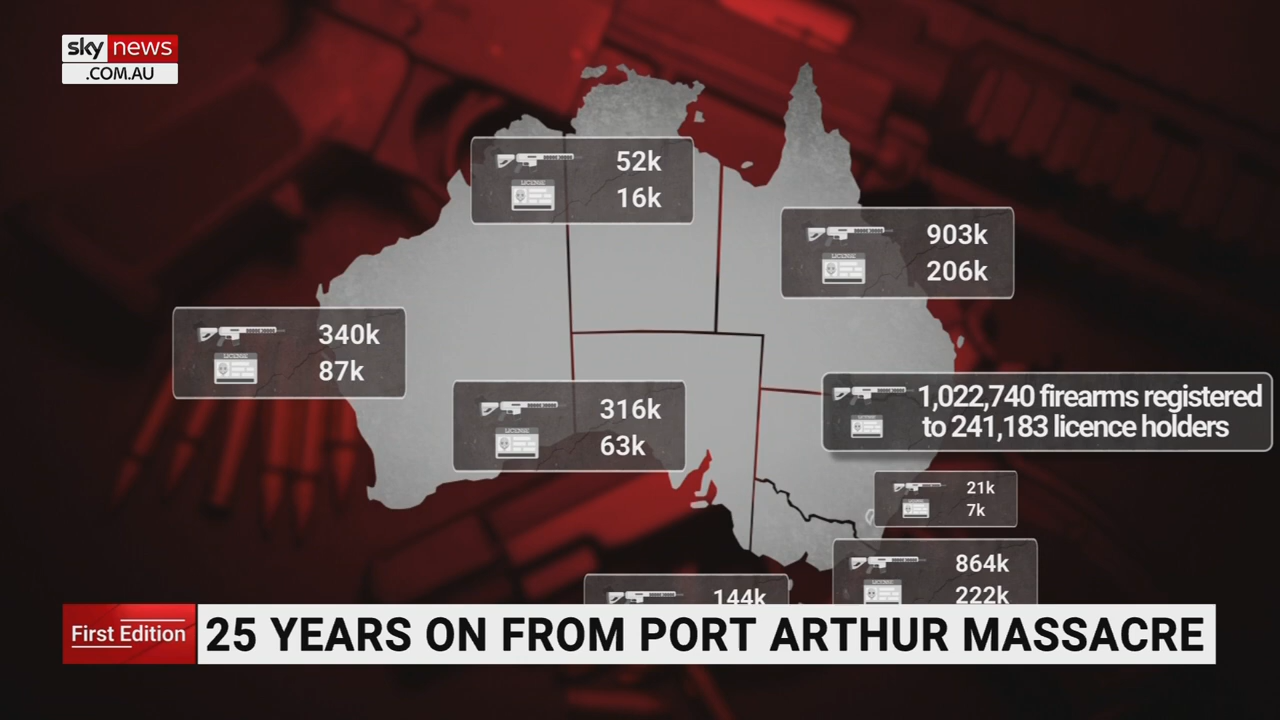 sky news
.COM.AU
52k
16k
903k
206k
340k
87k
316k
63k
1,022,740 firearms registered
to 241,183 licence holders
21k
7k
864k
222k
144k
First Edition
25 YEARS ON FROM PORT ARTHUR MASSACRE